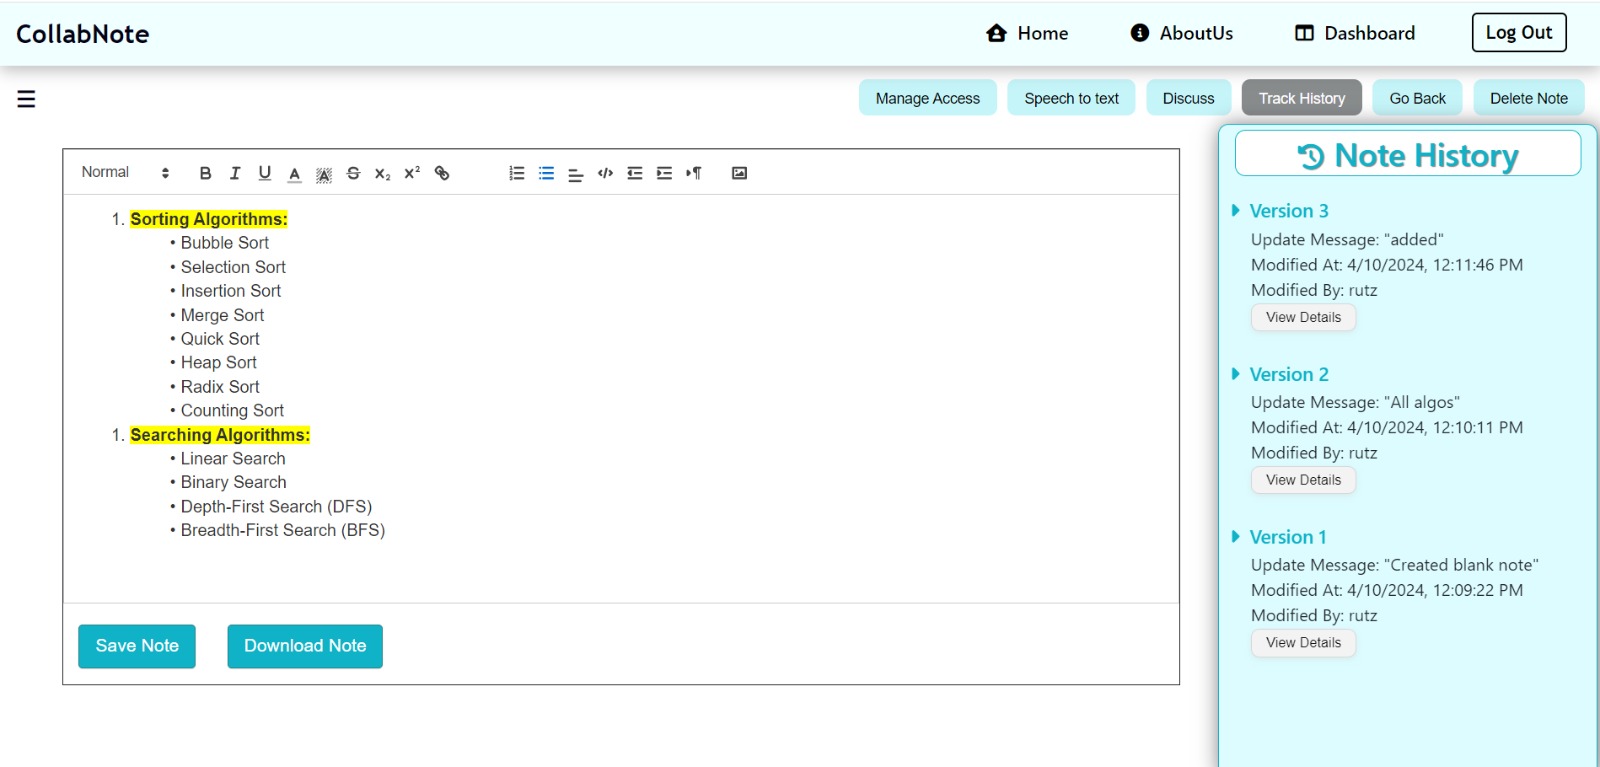 CollabNote
Home
AboutUs
Dashboard
Log Out
Manage Access
Speech to text
Discuss
Track History
Go Back
Delete Note
Normal
1. Sorting Algorithms:
• Bubble Sort
• Selection Sort
• Insertion Sort
• Merge Sort
• Quick Sort
• Heap Sort
• Radix Sort
• Counting Sort
1. Searching Algorithms:
• Linear Search
• Binary Search
• Depth-First Search (DFS)
• Breadth-First Search (BFS)
Save Note
Download Note
Note History
Version 3
Update Message: "added"
Modified At: 4/10/2024, 12:11:46 PM
Modified By: rutz
View Details
Version 2
Update Message: "All algos"
Modified At: 4/10/2024, 12:10:11 PM
Modified By: rutz
View Details
Version 1
Update Message: "Created blank note"
Modified At: 4/10/2024, 12:09:22 PM
Modified By: rutz
View Details